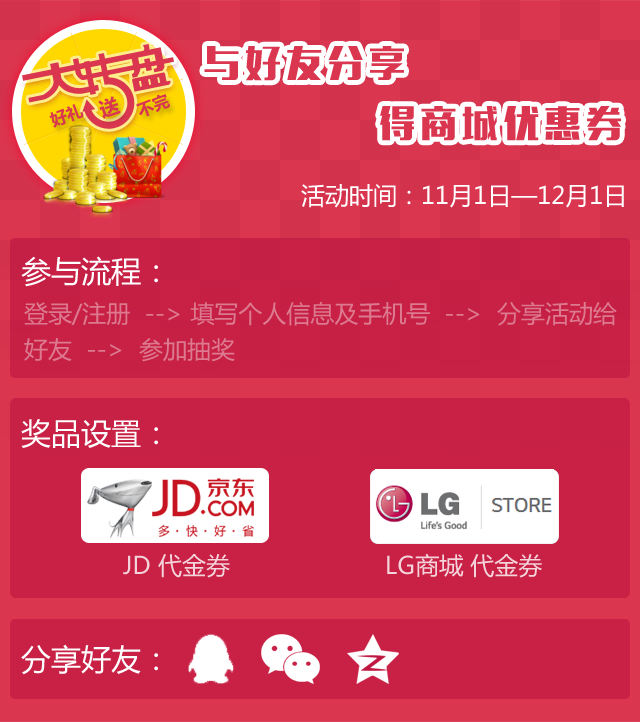 大转盘
好礼送不完
与好友分享
得商城优惠券
活动时间：11月1日—12月1日
参与流程：
登录/注册 --> 填写个人信息及手机号 --> 分享活动给
好友 --> 参加抽奖
奖品设置：
JD.COM 京东
多·快·好·省
LG STORE
Life's Good
JD 代金券
LG商城 代金券
分享好友：